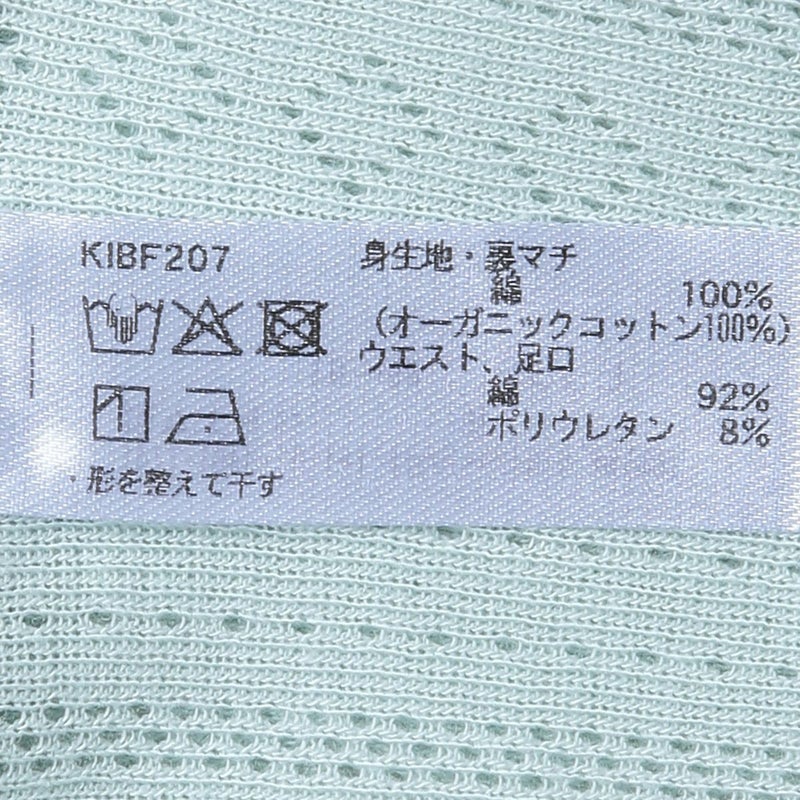 KIBF207
・形を整えて干す
身生地・裏マチ
綿 100%
(オーガニックコットン100%)
ウエスト、足口
綿 92%
ポリウレタン 8%